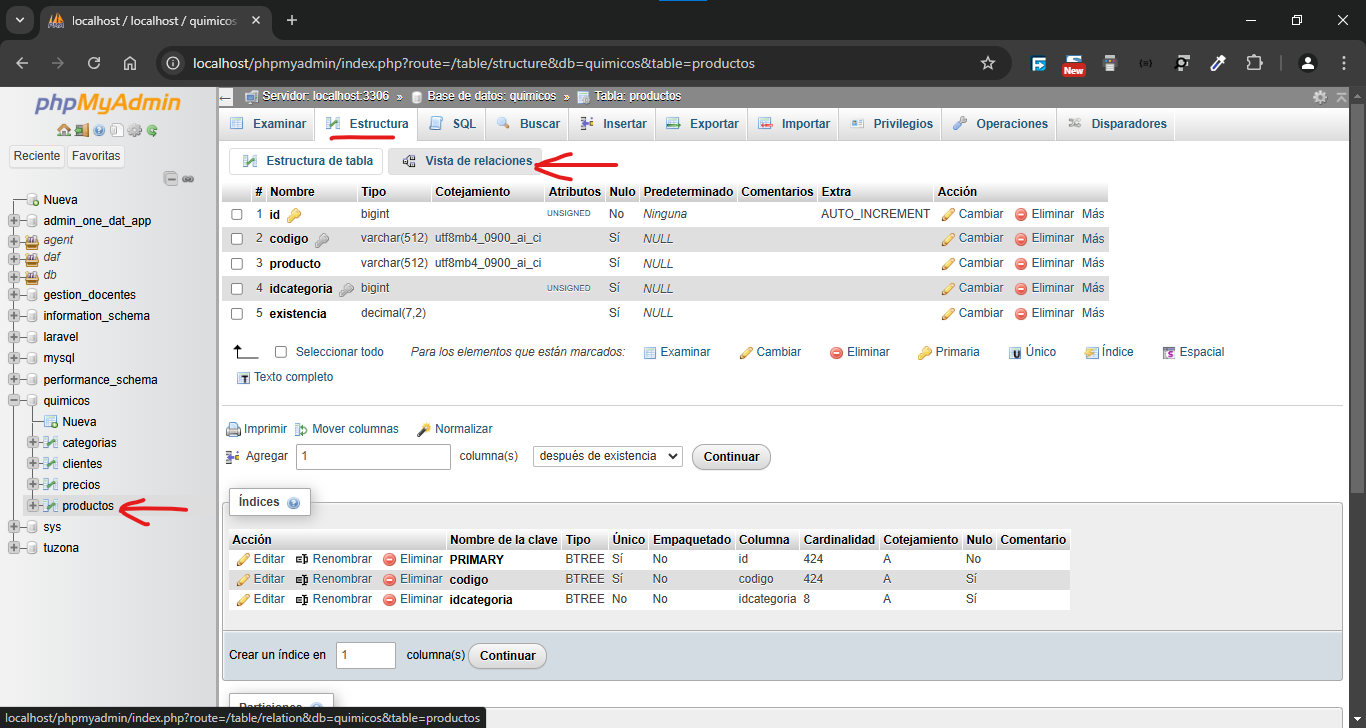 localhost / localhost / quimicos
localhost/phpmyadmin/index.php?route=/table/structure&db=quimicos&table=productos
New
phpMyAdmin
Reciente Favoritas
Nueva
admin_one_dat_app
agent
daf
db
gestion_docentes
information_schema
laravel
mysql
performance_schema
quimicos
Nueva
categorias
clientes
precios
productos
sys
tuzona
Servidor: localhost:3306 » Base de datos: quimicos » Tabla: productos
Examinar Estructura SQL Buscar Insertar Exportar Importar Privilegios Operaciones Disparadores
Estructura de tabla Vista de relaciones
# Nombre Tipo Cotejamiento Atributos Nulo Predeterminado Comentarios Extra Acción
1 id bigint UNSIGNED No Ninguna AUTO_INCREMENT Cambiar Eliminar Más
2 codigo varchar(512) utf8mb4_0900_ai_ci Sí NULL Cambiar Eliminar Más
3 producto varchar(512) utf8mb4_0900_ai_ci Sí NULL Cambiar Eliminar Más
4 idcategoria bigint UNSIGNED Sí NULL Cambiar Eliminar Más
5 existencia decimal(7,2) Sí NULL Cambiar Eliminar Más
Seleccionar todo Para los elementos que están marcados: Examinar Cambiar Eliminar Primaria Único Índice Espacial
Texto completo
Imprimir Mover columnas Normalizar
Agregar 1 columna(s) después de existencia Continuar
Índices
Acción Nombre de la clave Tipo Único Empaquetado Columna Cardinalidad Cotejamiento Nulo Comentario
Editar Renombrar Eliminar PRIMARY BTREE Sí No id 424 A No
Editar Renombrar Eliminar codigo BTREE Sí No codigo 424 A Sí
Editar Renombrar Eliminar idcategoria BTREE No No idcategoria 8 A Sí
Crear un índice en 1 columna(s) Continuar
Particiones
localhost/phpmyadmin/index.php?route=/table/relation&db=quimicos&table=productos